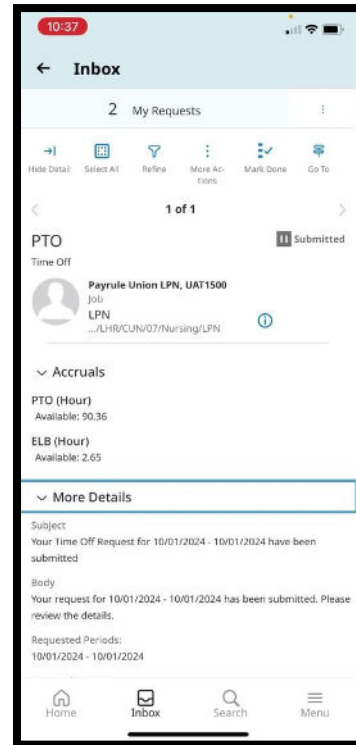 10:37
Inbox
2 My Requests
Hide Detail Select All Refine More Ac-
tions Mark Done Go To
1 of 1
PTO Submitted
Time Off
Payrule Union LPN, UAT1500
Job
LPN
.../LHR/CUN/07/Nursing/LPN
Accruals
PTO (Hour)
Available: 90.36
ELB (Hour)
Available: 2.65
More Details
Subject
Your Time Off Request for 10/01/2024 - 10/01/2024 have been
submitted
Body
Your request for 10/01/2024 - 10/01/2024 has been submitted. Please
review the details.
Requested Periods:
10/01/2024 - 10/01/2024
Home Inbox Search Menu